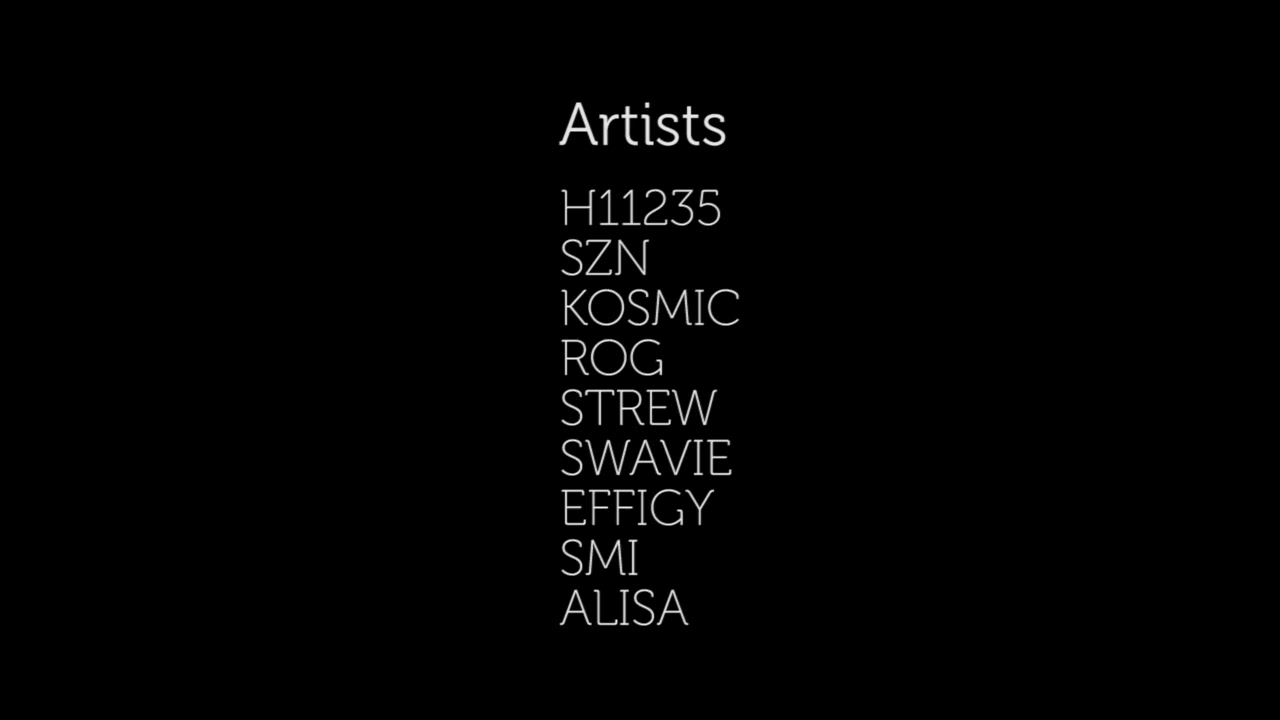 Artists
H11235
SZN
KOSMIC
ROG
STREW
SWAVIE
EFFIGY
SMI
ALISA